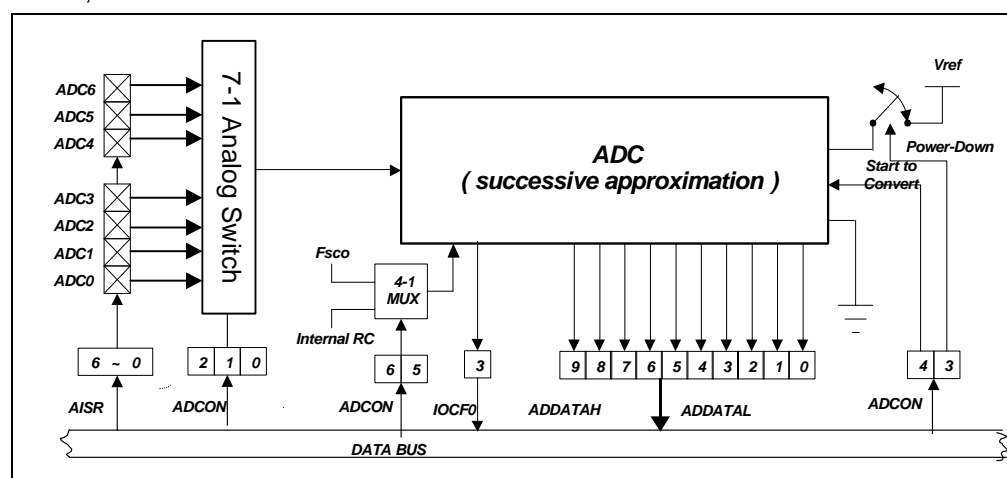 Vref
ADC6
ADC5
ADC4
ADC3
ADC2
ADC1
ADC0
7-1 Analog Switch
ADC
( successive approximation )
Power-Down
Start to
Convert
Fsco
4-1
MUX
Internal RC
6 ~ 0
2 1 0
6 5
3
9 8 7 6 5 4 3 2 1 0
4 3
AISR
ADCON
ADCON
IOCF0
ADDATAH
ADDATAL
ADCON
DATA BUS